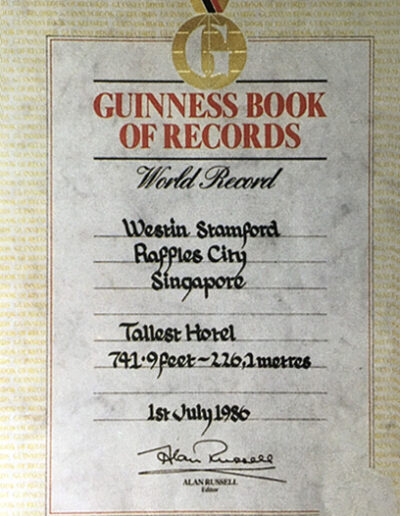 GUINNESS BOOK
OF RECORDS
World Record
Westin Stamford
Raffles City
Singapore
Tallest Hotel
741·9 feet ~ 226,1 metres
1st July 1986
Alan Russell
ALAN RUSSELL
Editor